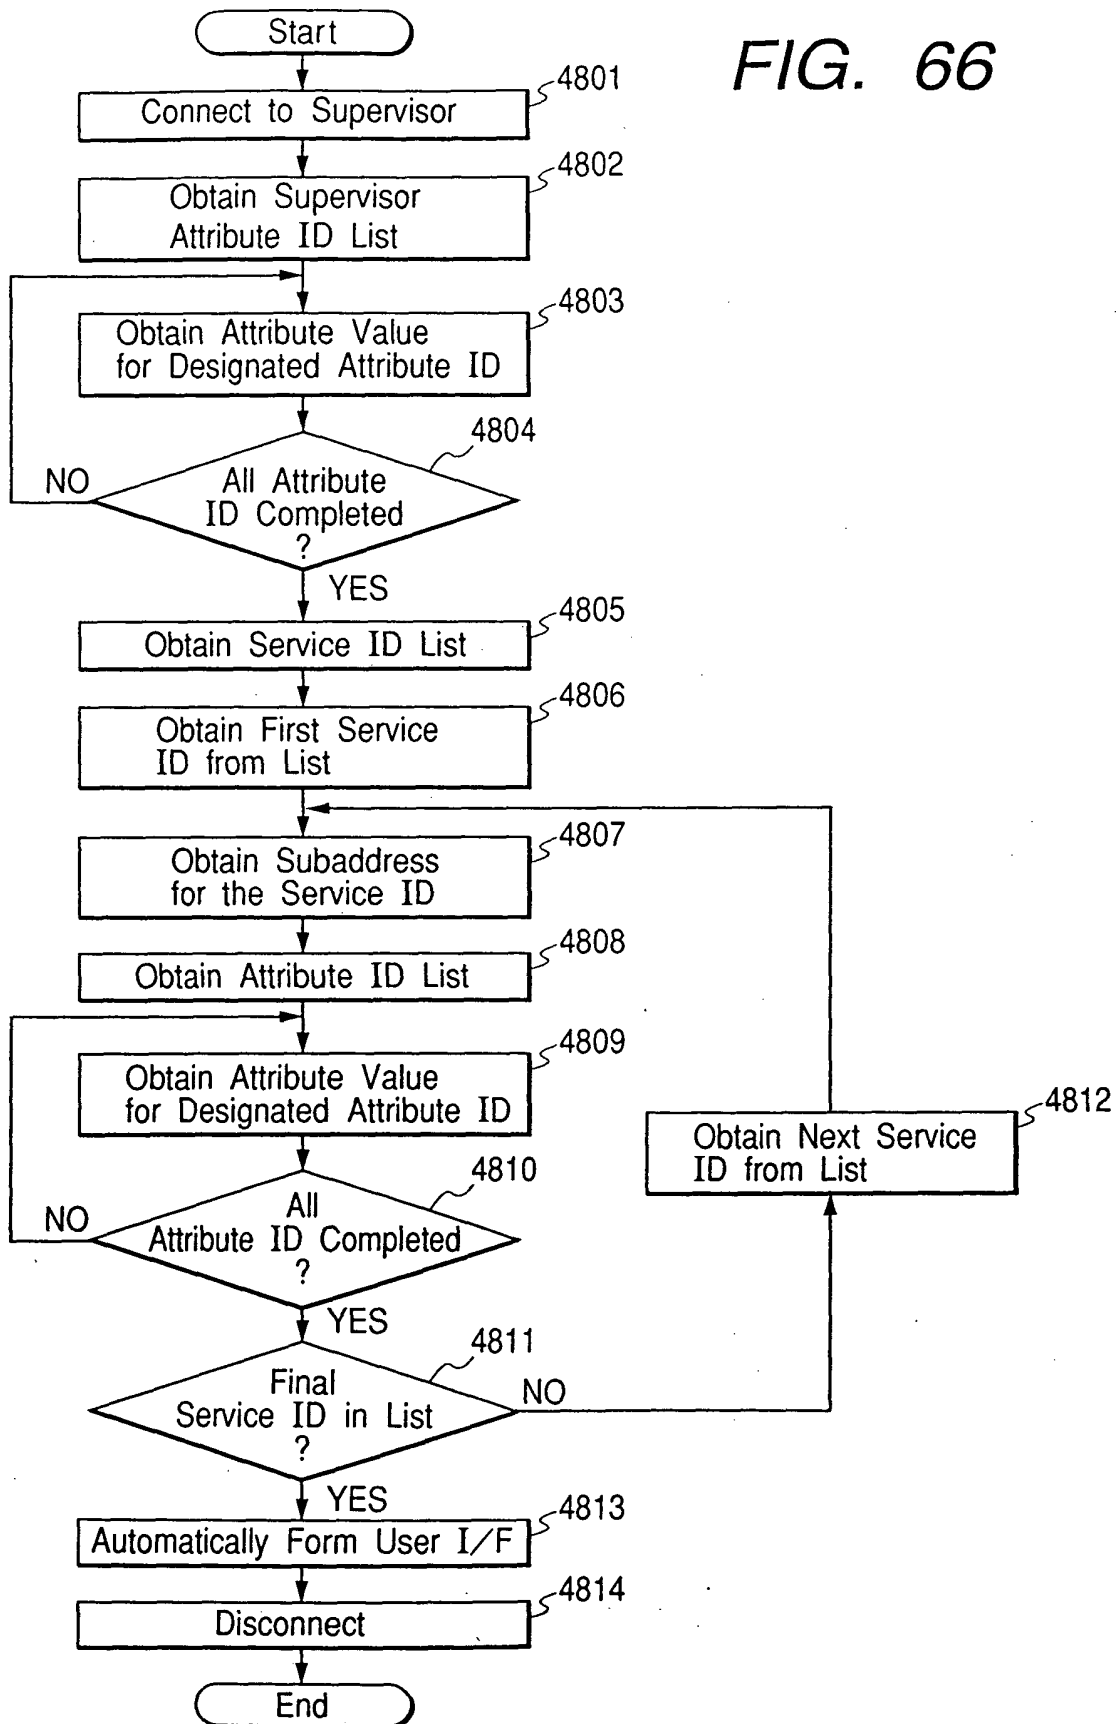 Start
FIG. 66
4801
Connect to Supervisor
4802
Obtain Supervisor
Attribute ID List
4803
Obtain Attribute Value
for Designated Attribute ID
4804
NO
All Attribute
ID Completed
?
YES
4805
Obtain Service ID List
4806
Obtain First Service
ID from List
4807
Obtain Subaddress
for the Service ID
4808
Obtain Attribute ID List
4809
Obtain Attribute Value
for Designated Attribute ID
4812
Obtain Next Service
ID from List
4810
NO
All
Attribute ID Completed
?
YES
4811
Final
Service ID in List
?
NO
YES
4813
Automatically Form User I/F
4814
Disconnect
End